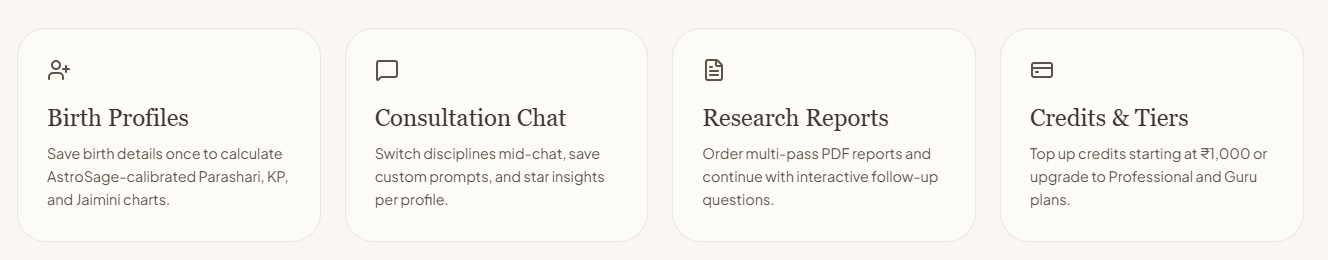 Birth Profiles
Save birth details once to calculate
AstroSage-calibrated Parashari, KP,
and Jaimini charts.
Consultation Chat
Switch disciplines mid-chat, save
custom prompts, and star insights
per profile.
Research Reports
Order multi-pass PDF reports and
continue with interactive follow-up
questions.
Credits & Tiers
Top up credits starting at ₹1,000 or
upgrade to Professional and Guru
plans.